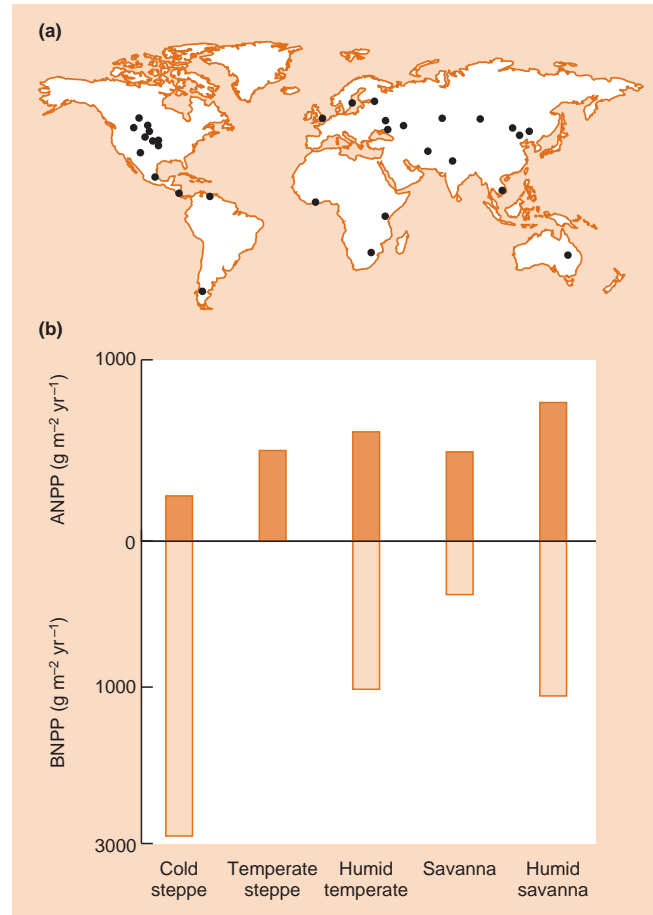 (a)
(b)
1000
ANPP (g m⁻² yr⁻¹)
0
BNPP (g m⁻² yr⁻¹)
1000
3000
Cold
steppe
Temperate
steppe
Humid
temperate
Savanna
Humid
savanna